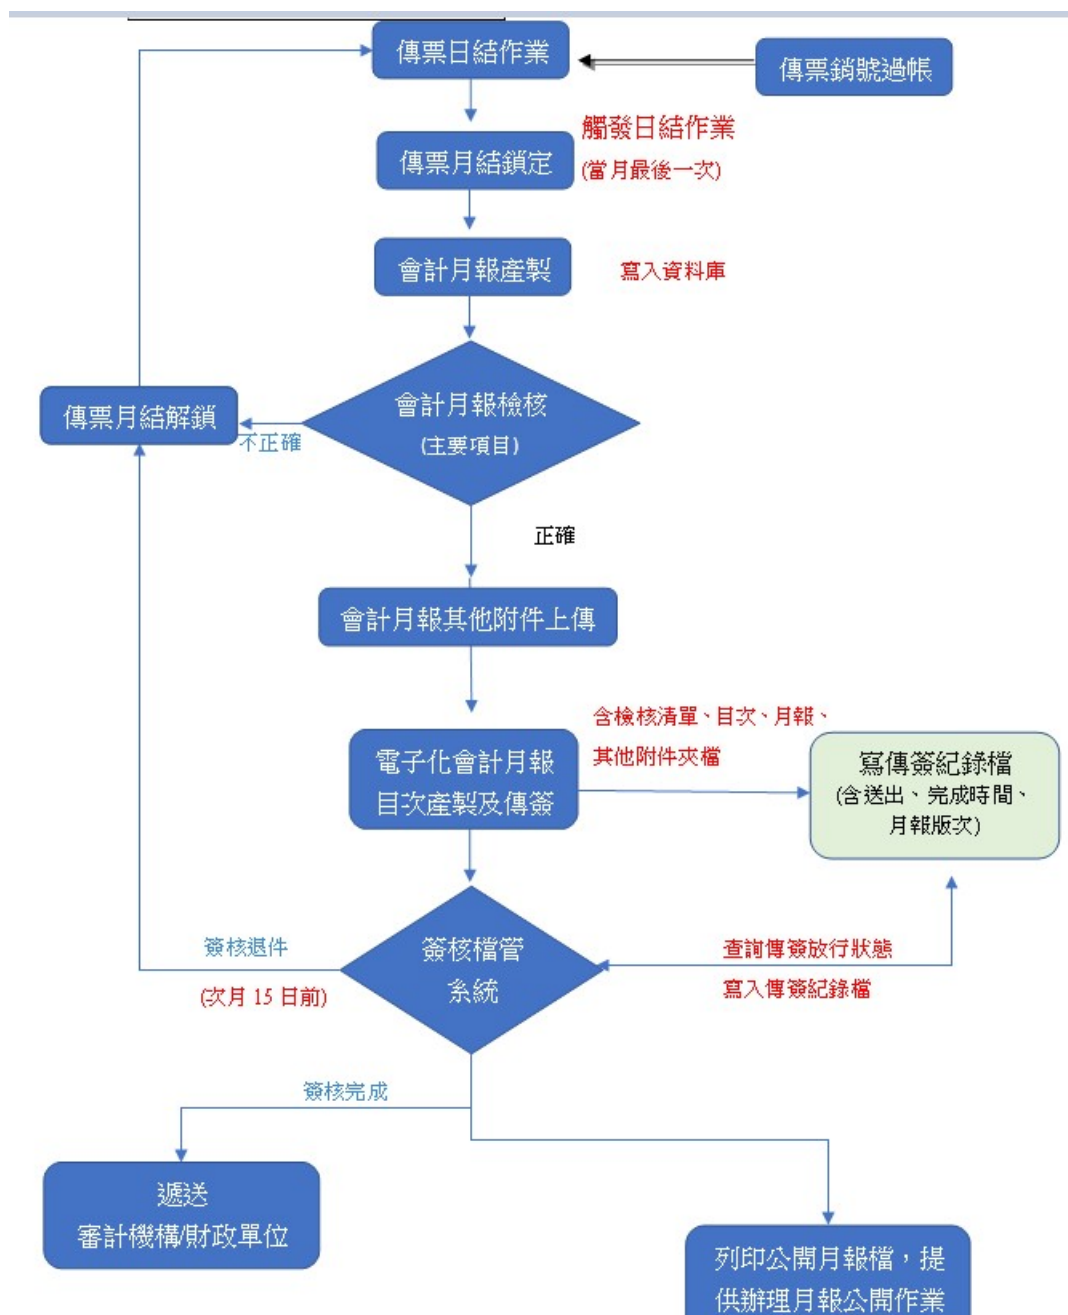 傳票日結作業
傳票銷號過帳
觸發日結作業
(當月最後一次)
傳票月結鎖定
會計月報產製
寫入資料庫
會計月報檢核
(主要項目)
傳票月結解鎖
不正確
正確
會計月報其他附件上傳
含檢核清單、目次、月報、
其他附件夾檔
電子化會計月報
目次產製及傳簽
寫傳簽紀錄檔
(含送出、完成時間、
月報版次)
簽核退件
(次月 15 日前)
簽核檔管
系統
查詢傳簽放行狀態
寫入傳簽紀錄檔
簽核完成
遞送
審計機構/財政單位
列印公開月報檔，提
供辦理月報公開作業